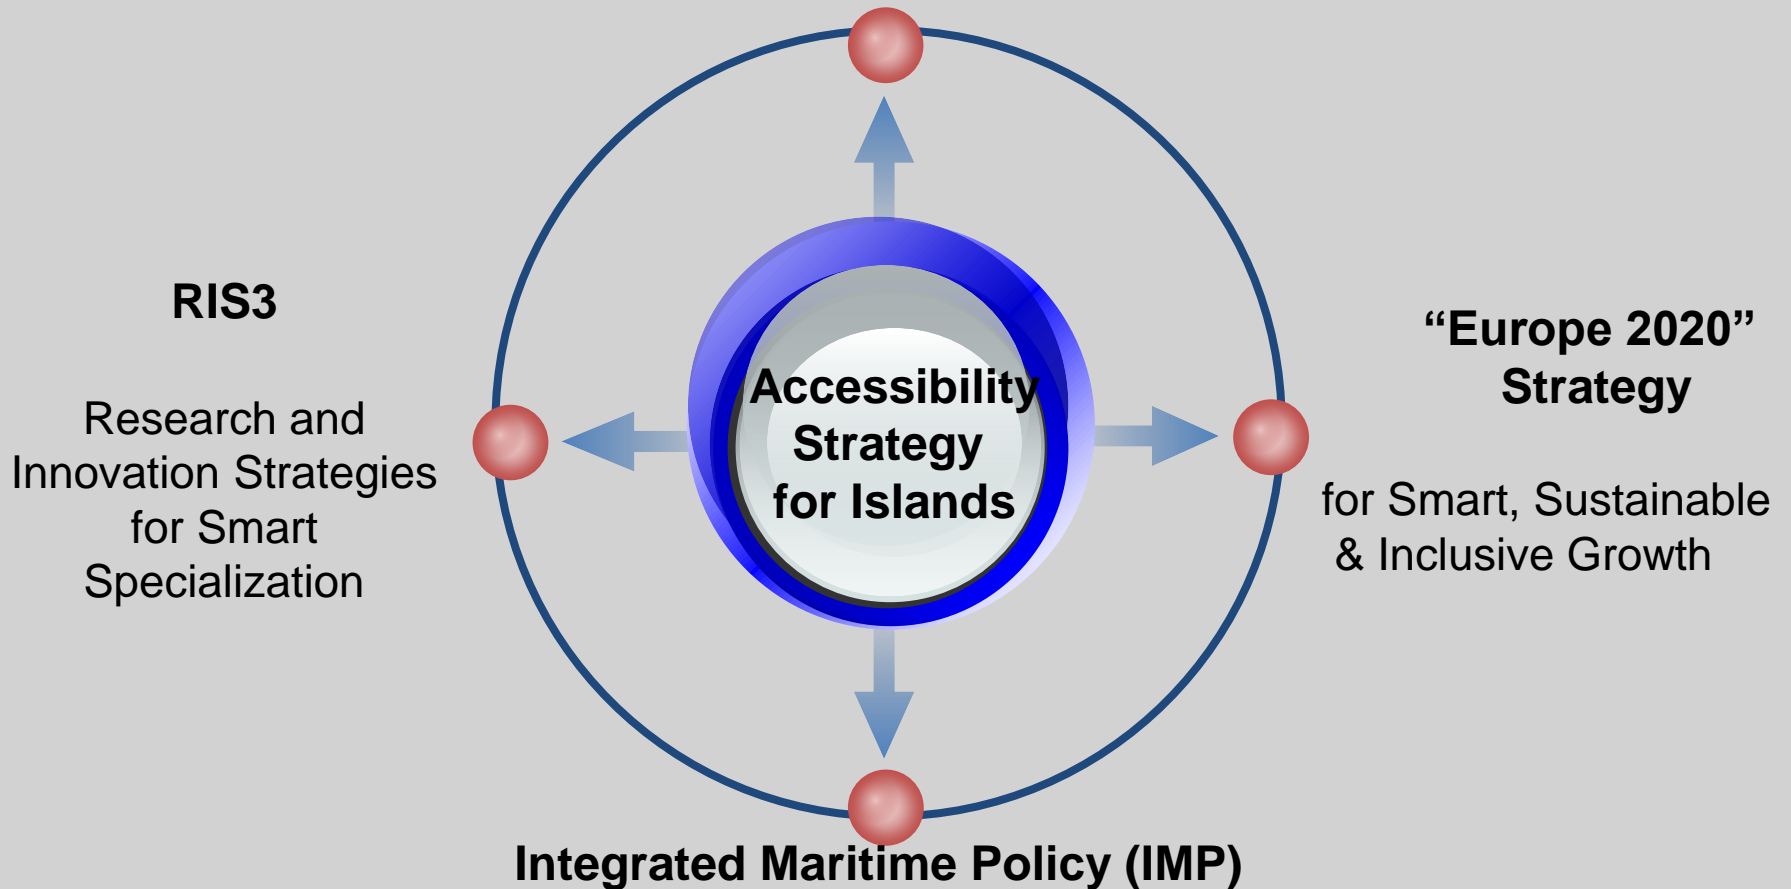 RIS3
Research and
Innovation Strategies
for Smart
Specialization
Accessibility
Strategy
for Islands
“Europe 2020”
Strategy
for Smart, Sustainable
& Inclusive Growth
Integrated Maritime Policy (IMP)